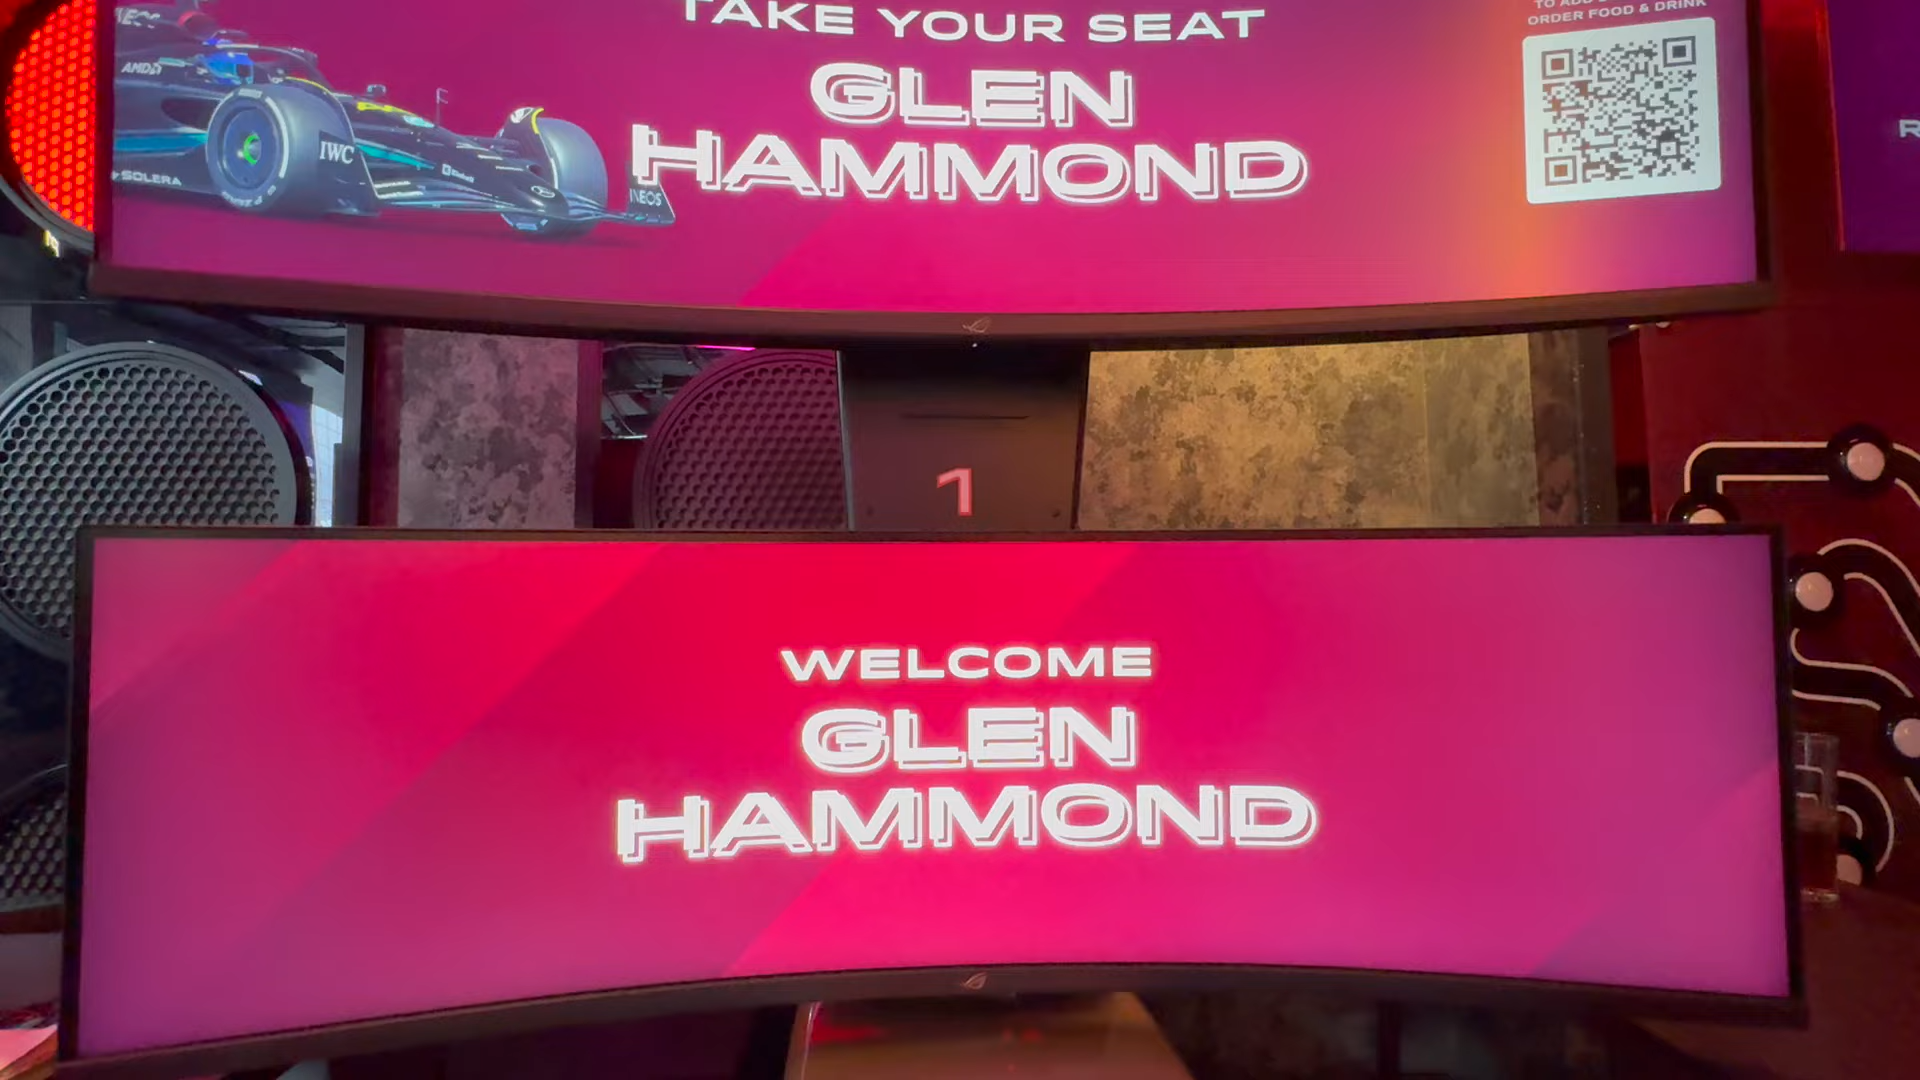 ORDER FOOD & DRINK
TAKE YOUR SEAT
GLEN
HAMMOND
AMD
IWC
SOLERA
INEOS
1
WELCOME
GLEN
HAMMOND